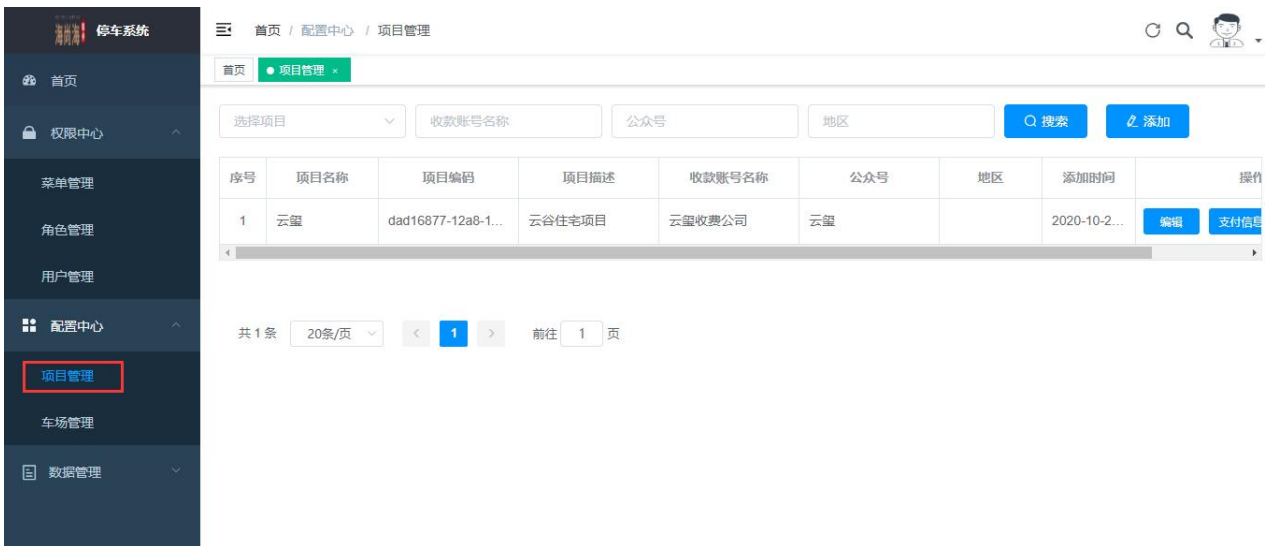 停车系统
首页 / 配置中心 / 项目管理
首页
权限中心
菜单管理
角色管理
用户管理
配置中心
项目管理
车场管理
数据管理
首页 项目管理 ×
选择项目 收款账号名称 公众号 地区 搜索 添加
序号 项目名称 项目编码 项目描述 收款账号名称 公众号 地区 添加时间 操作
1 云玺 dad16877-12a8-1... 云谷住宅项目 云玺收费公司 云玺 2020-10-2... 编辑 支付信息
共 1 条 20条/页 < 1 > 前往 1 页